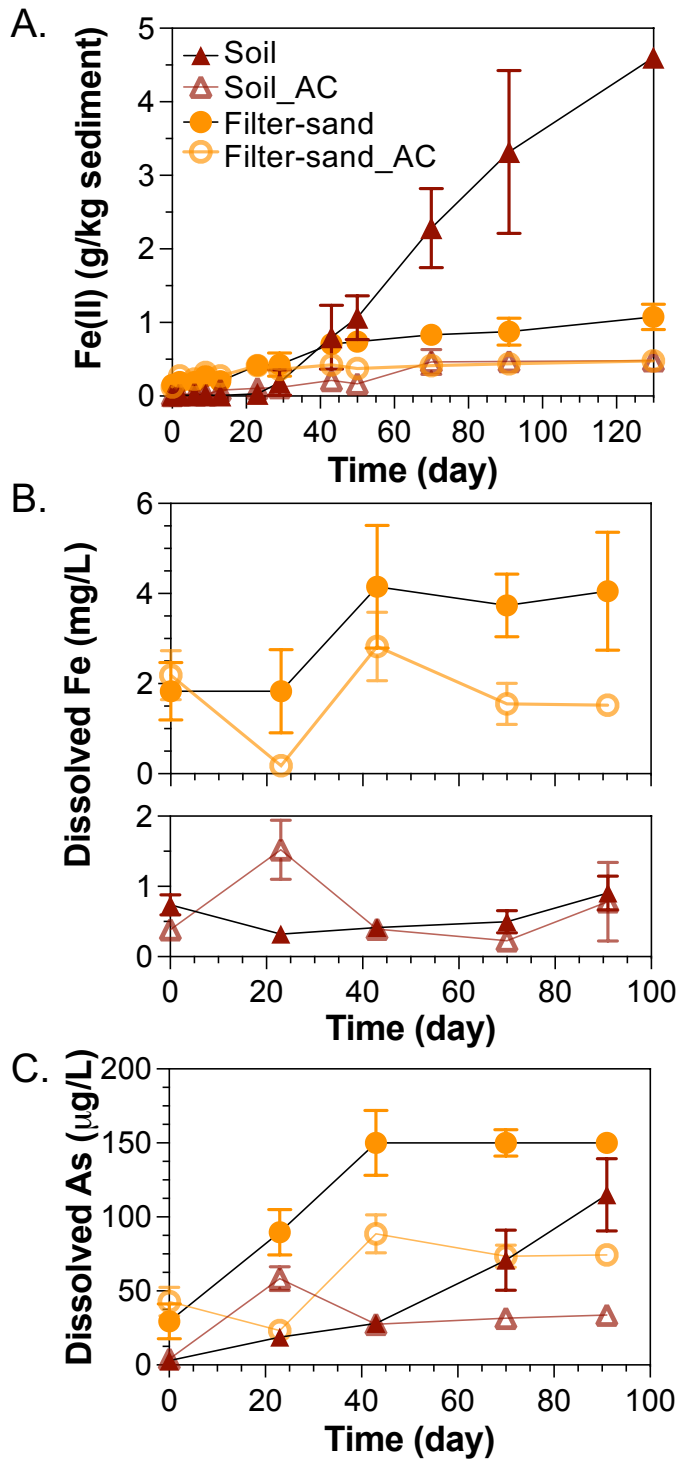 A.
Fe(II) (g/kg sediment)
5
4
3
2
1
0
Soil
Soil_AC
Filter-sand
Filter-sand_AC
0 20 40 60 80 100 120
Time (day)
B.
Dissolved Fe (mg/L)
6
4
2
0
2
1
0
0 20 40 60 80 100
Time (day)
C.
Dissolved As (μg/L)
200
150
100
50
0
0 20 40 60 80 100
Time (day)